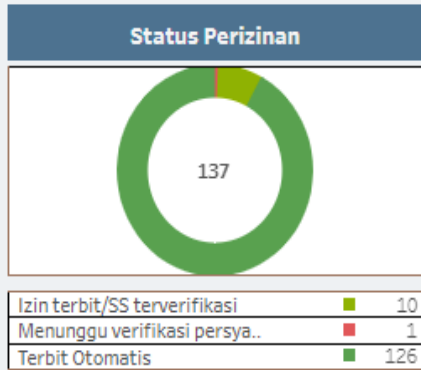 Status Perizinan
137
Izin terbit/SS terverifikasi 10
Menunggu verifikasi persya.. 1
Terbit Otomatis 126